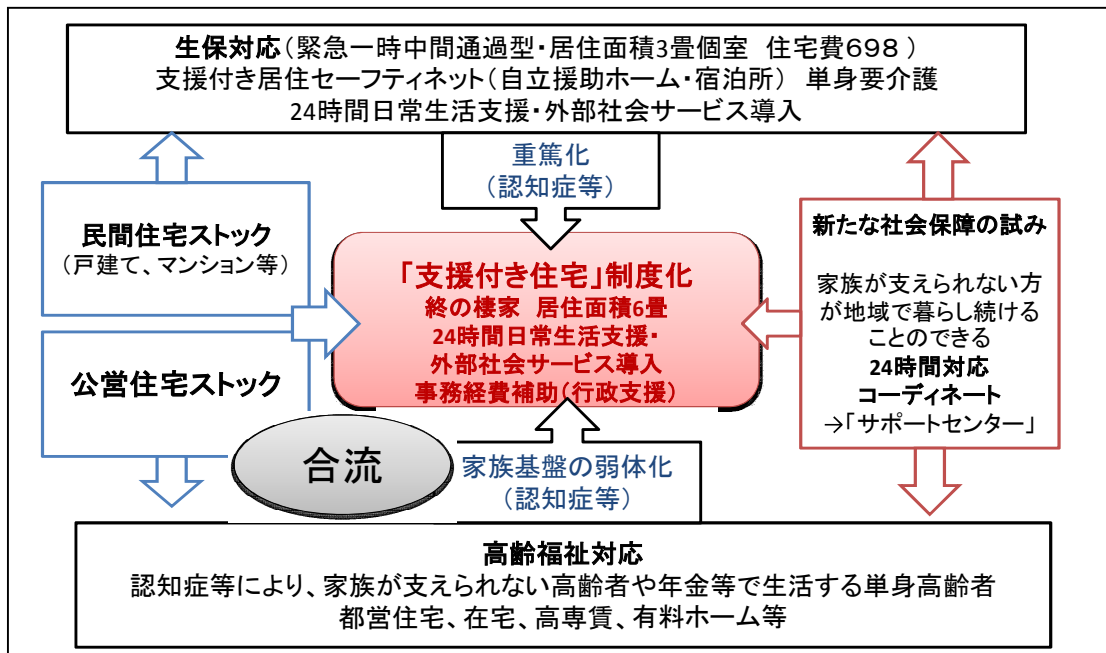 生保対応(緊急一時中間通過型・居住面積3畳個室 住宅費698)
支援付き居住セーフティネット(自立援助ホーム・宿泊所) 単身要介護
24時間日常生活支援・外部社会サービス導入
重篤化
(認知症等)
民間住宅ストック
(戸建て、マンション等)
公営住宅ストック
「支援付き住宅」制度化
終の棲家 居住面積6畳
24時間日常生活支援・
外部社会サービス導入
事務経費補助(行政支援)
新たな社会保障の試み
家族が支えられない方
が地域で暮らし続ける
ことのできる
24時間対応
コーディネート
→「サポートセンター」
合流
家族基盤の弱体化
(認知症等)
高齢福祉対応
認知症等により、家族が支えられない高齢者や年金等で生活する単身高齢者
都営住宅、在宅、高専賃、有料ホーム等